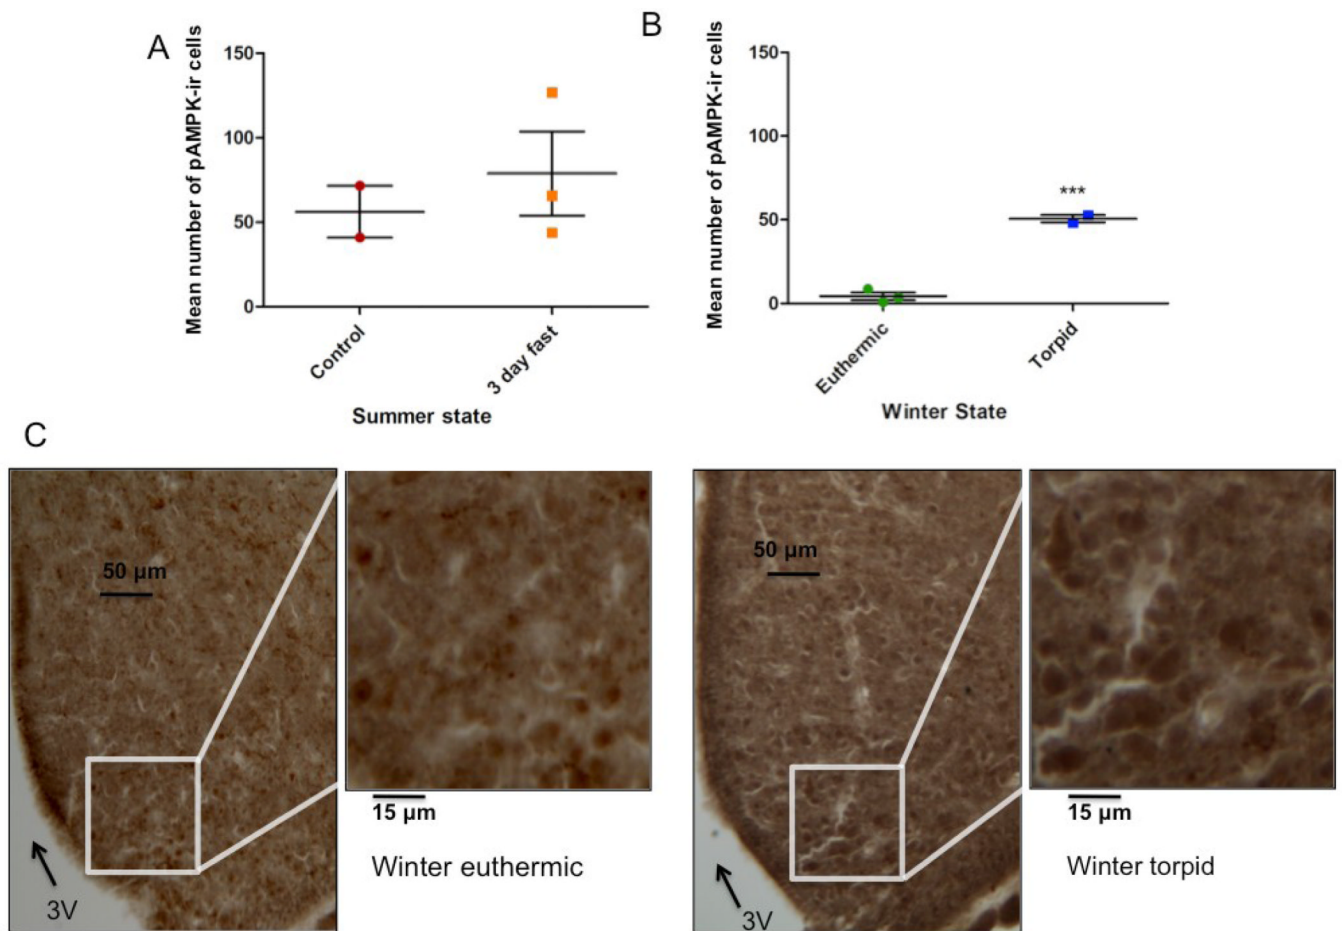 A
Mean number of pAMPK-ir cells
150
100
50
0
Control
3 day fast
Summer state
B
Mean number of pAMPK-ir cells
150
100
50
0
***
Euthermic
Torpid
Winter State
C
50 µm
3V
15 µm
Winter euthermic
50 µm
3V
15 µm
Winter torpid